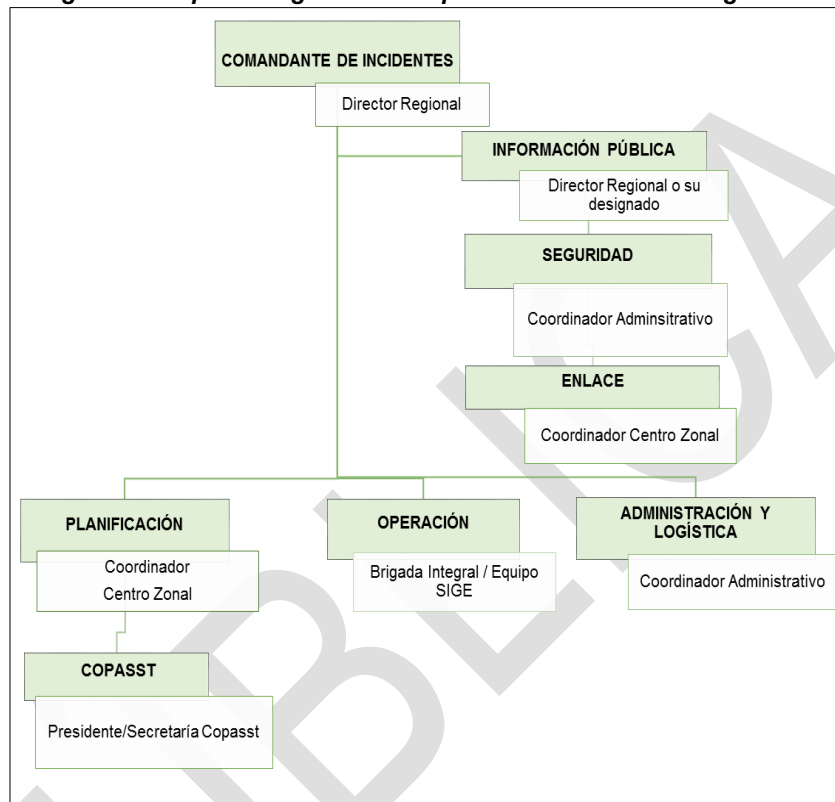 COMANDANTE DE INCIDENTES
Director Regional
INFORMACIÓN PÚBLICA
Director Regional o su
designado
SEGURIDAD
Coordinador Adminsitrativo
ENLACE
Coordinador Centro Zonal
PLANIFICACIÓN
Coordinador
Centro Zonal
OPERACIÓN
Brigada Integral / Equipo
SIGE
ADMINISTRACIÓN Y
LOGÍSTICA
Coordinador Administrativo
COPASST
Presidente/Secretaría Copasst